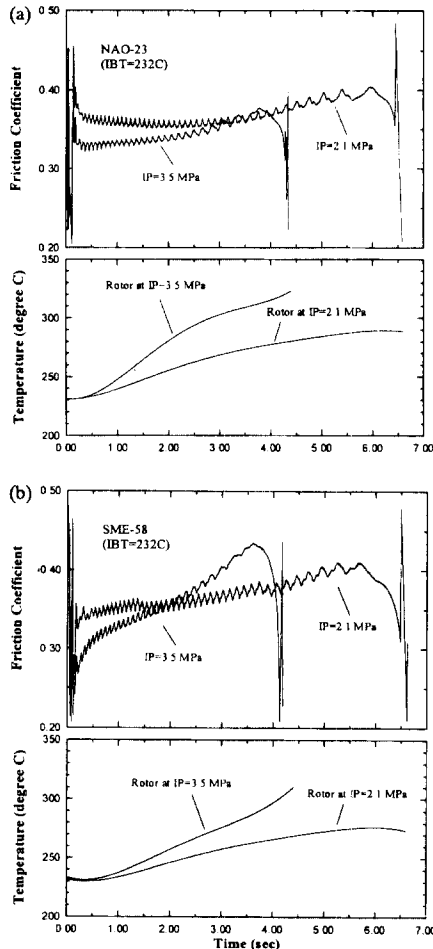 (a)
0 50
NAO-23
(IBT=232C)
0.40
0.30
0 20
Friction Coefficient
IP=2 1 MPa
IP=3 5 MPa
350
300
250
200
Temperature (degree C)
Rotor at IP=3 5 MPa
Rotor at IP=2 1 MPa
0 00 1 00 2.00 3.00 4.00 5.00 6.00 7.00
(b)
0 50
SME-58
(IBT=232C)
0.40
0.30
0 20
Friction Coefficient
IP=2 1 MPa
IP=3 5 MPa
350
300
250
200
Temperature (degree C)
Rotor at IP=3 5 MPa
Rotor at IP=2 1 MPa
0.00 1 00 2.00 3.00 4.00 5 00 6.00 7.00
Time (sec)